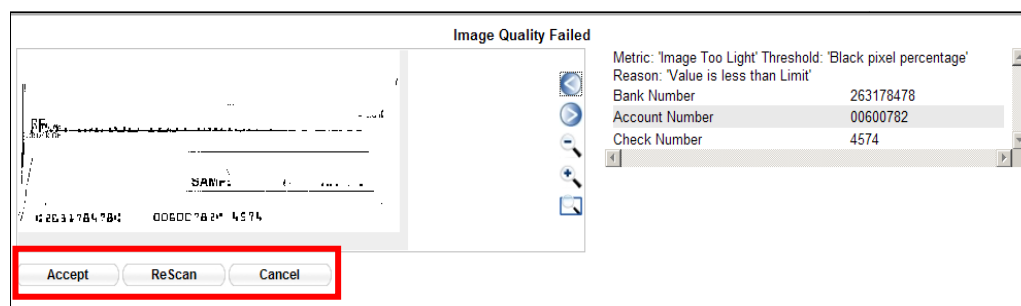 Image Quality Failed
Metric: 'Image Too Light' Threshold: 'Black pixel percentage'
Reason: 'Value is less than Limit'
Bank Number 263178478
Account Number 00600782
Check Number 4574
4574
Accept ReScan Cancel